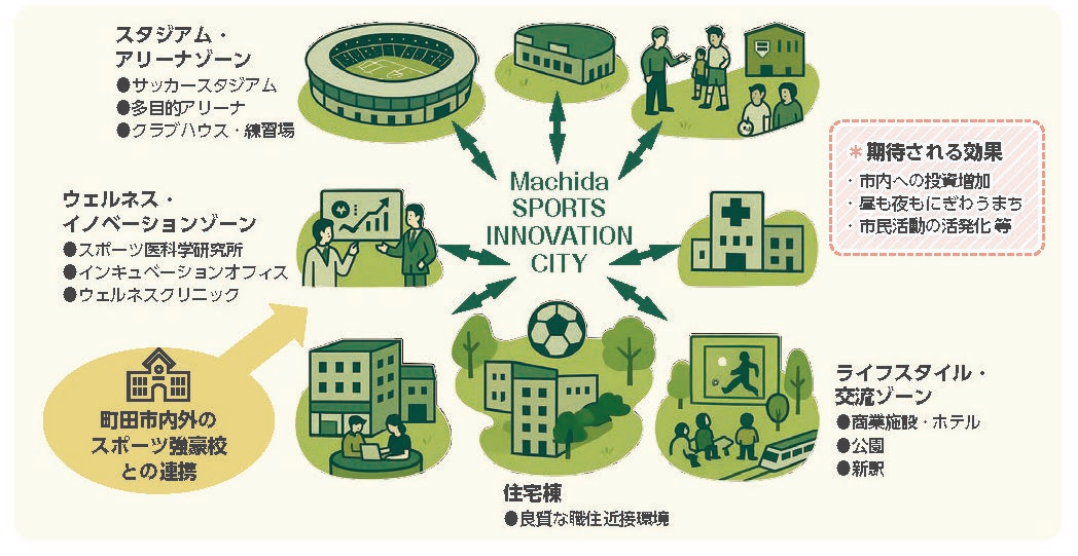 スタジアム・
アリーナゾーン
●サッカースタジアム
●多目的アリーナ
●クラブハウス・練習場
Machida
SPORTS
INNOVATION
CITY
＊期待される効果
・市内への投資増加
・昼も夜もにぎわうまち
・市民活動の活発化 等
ウェルネス・
イノベーションゾーン
●スポーツ医科学研究所
●インキュベーションオフィス
●ウェルネスクリニック
町田市内外の
スポーツ強豪校
との連携
ライフスタイル・
交流ゾーン
●商業施設・ホテル
●公園
●新駅
住宅棟
●良質な職住近接環境